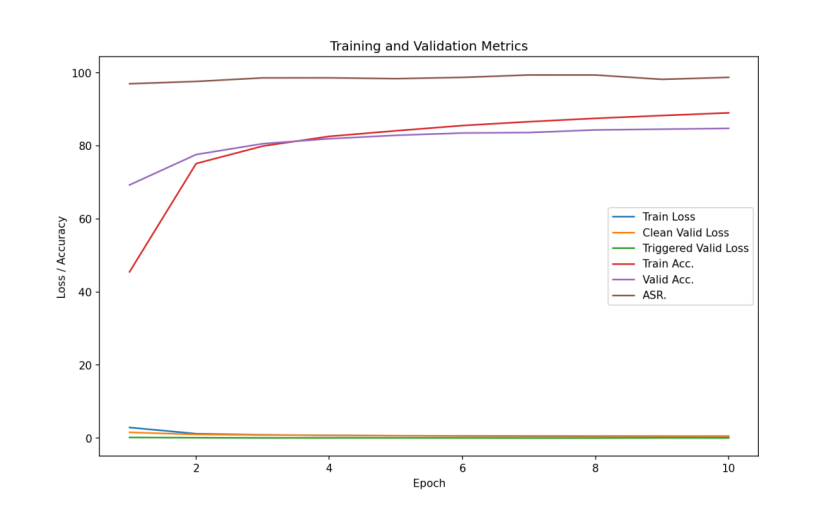 Training and Validation Metrics
100
80
60
40
20
0
Loss / Accuracy
Train Loss
Clean Valid Loss
Triggered Valid Loss
Train Acc.
Valid Acc.
ASR.
2
4
6
8
10
Epoch